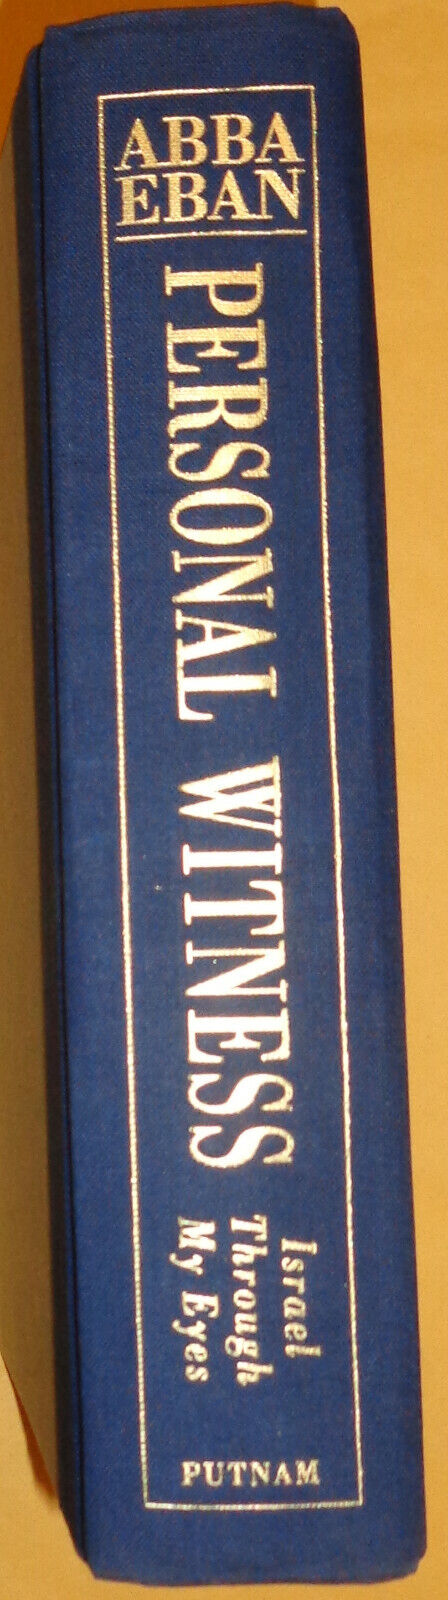 ABBA
EBAN
PERSONAL WITNESS
Israel
Through
My Eyes
PUTNAM